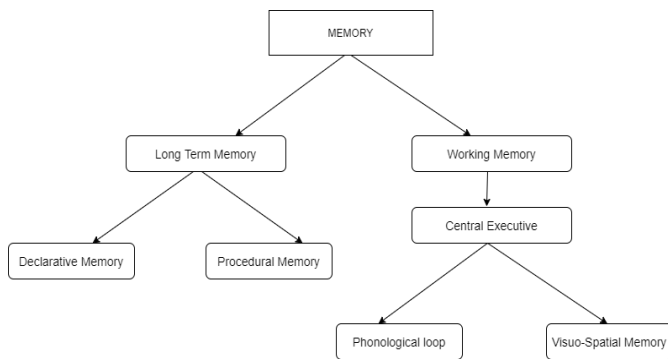 MEMORY
Long Term Memory
Working Memory
Central Executive
Declarative Memory
Procedural Memory
Phonological loop
Visuo-Spatial Memory